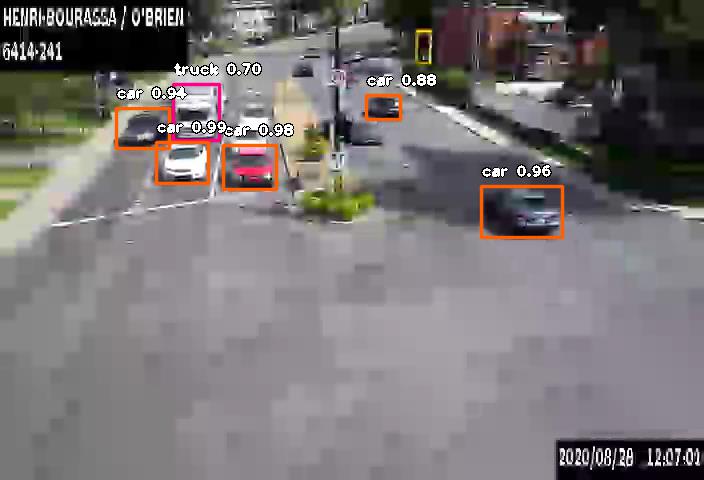 HENRI-BOURASSA / O'BRIEN
6414-241
truck 0.70
car 0.88
car 0.94
car 0.99
car 0.98
car 0.96
2020/08/28 12:07:01